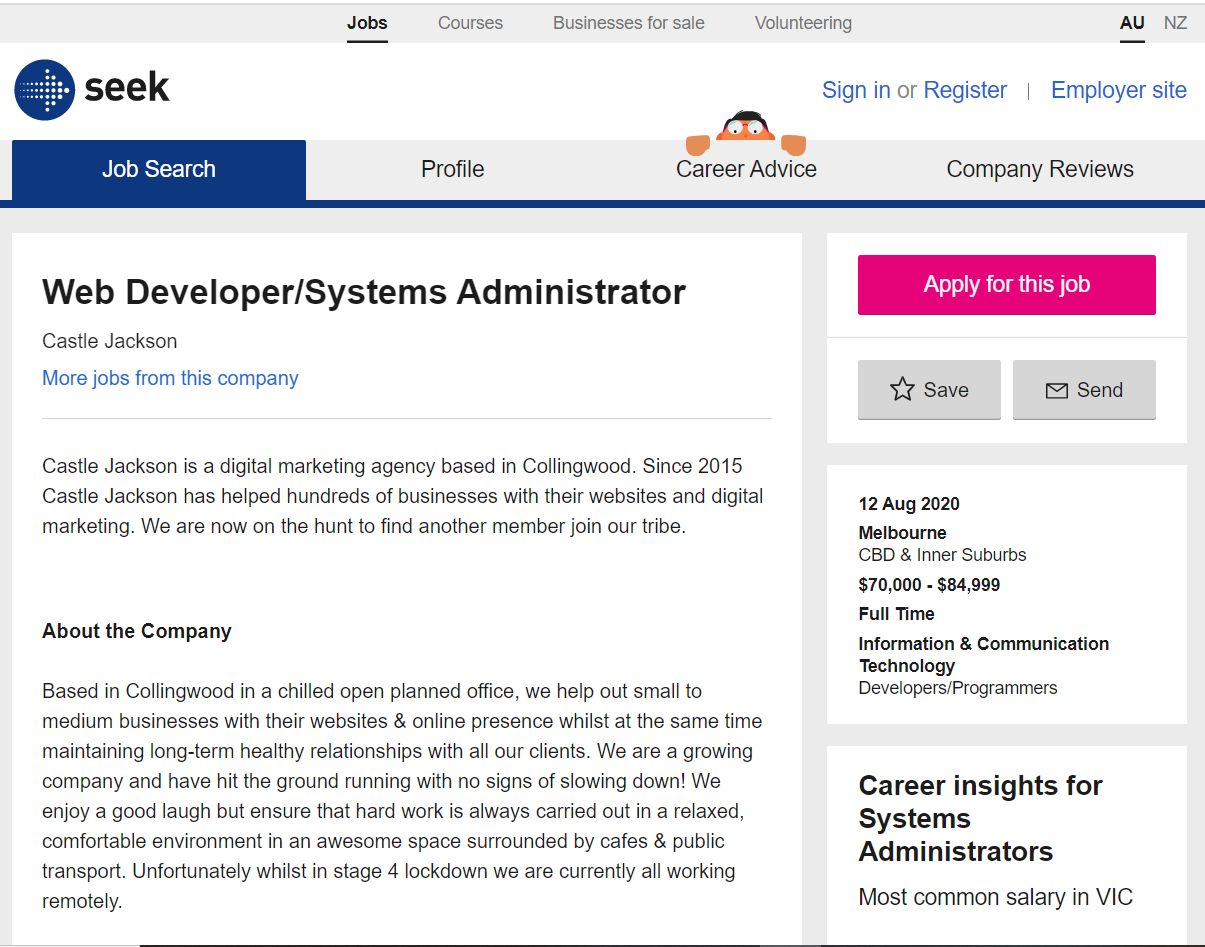 Jobs Courses Businesses for sale Volunteering AU NZ
seek
Sign in or Register | Employer site
Job Search Profile Career Advice Company Reviews
Web Developer/Systems Administrator
Castle Jackson
More jobs from this company
Castle Jackson is a digital marketing agency based in Collingwood. Since 2015
Castle Jackson has helped hundreds of businesses with their websites and digital
marketing. We are now on the hunt to find another member join our tribe.
About the Company
Based in Collingwood in a chilled open planned office, we help out small to
medium businesses with their websites & online presence whilst at the same time
maintaining long-term healthy relationships with all our clients. We are a growing
company and have hit the ground running with no signs of slowing down! We
enjoy a good laugh but ensure that hard work is always carried out in a relaxed,
comfortable environment in an awesome space surrounded by cafes & public
transport. Unfortunately whilst in stage 4 lockdown we are currently all working
remotely.
Apply for this job
Save Send
12 Aug 2020
Melbourne
CBD & Inner Suburbs
$70,000 - $84,999
Full Time
Information & Communication
Technology
Developers/Programmers
Career insights for
Systems
Administrators
Most common salary in VIC